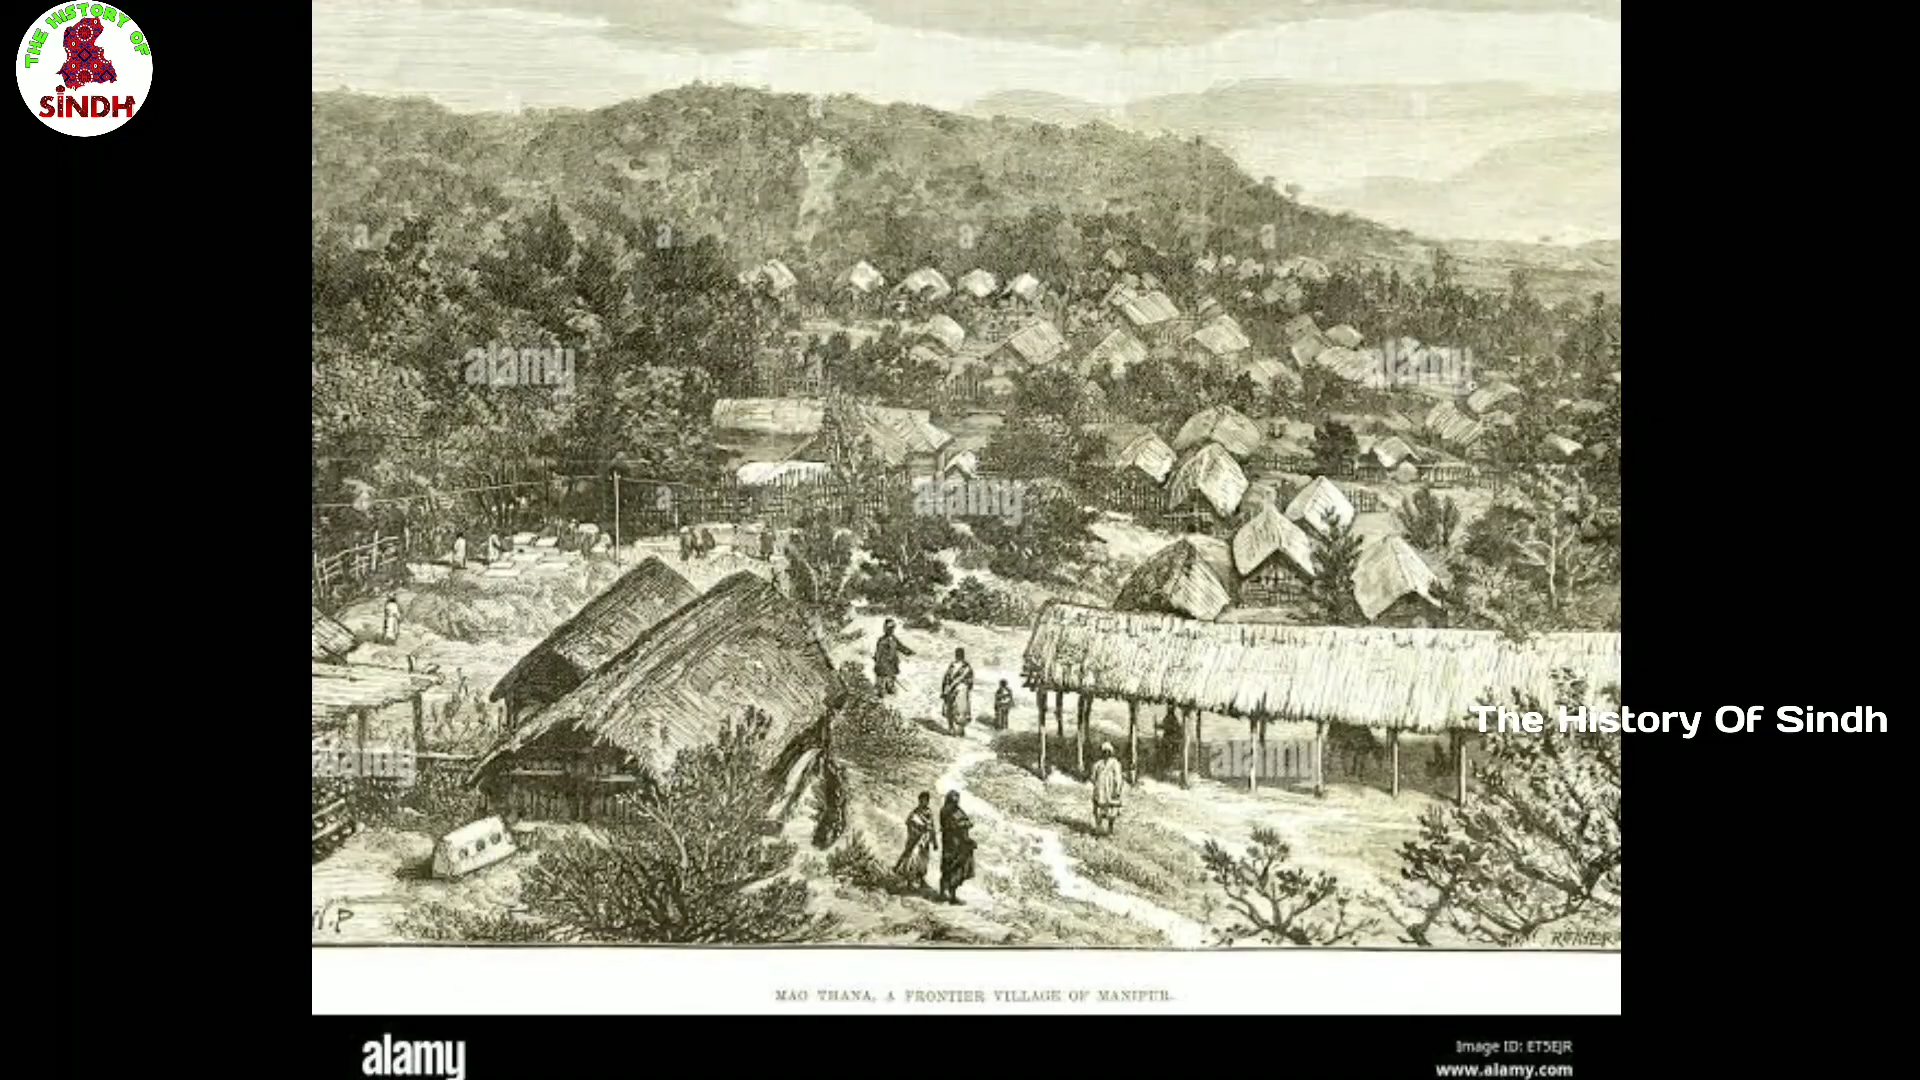 THE HISTORY OF
SINDH
alamy
alamy
alamy
The History Of Sindh
alamy
alamy
MAO THANA, A FRONTIER VILLAGE OF MANIPUR.
alamy
Image ID: ET5EJR
www.alamy.com